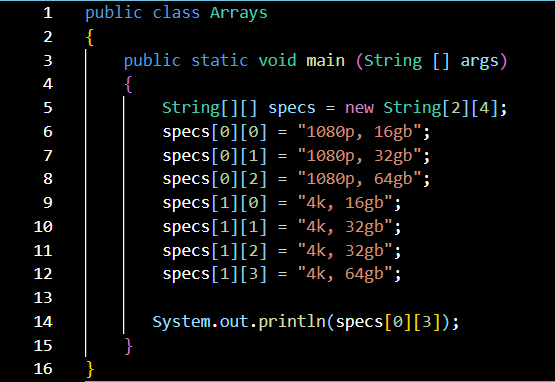 1 public class Arrays
2 {
3 public static void main (String [] args)
4 {
5 String[][] specs = new String[2][4];
6 specs[0][0] = "1080p, 16gb";
7 specs[0][1] = "1080p, 32gb";
8 specs[0][2] = "1080p, 64gb";
9 specs[1][0] = "4k, 16gb";
10 specs[1][1] = "4k, 32gb";
11 specs[1][2] = "4k, 32gb";
12 specs[1][3] = "4k, 64gb";
13
14 System.out.println(specs[0][3]);
15 }
16 }